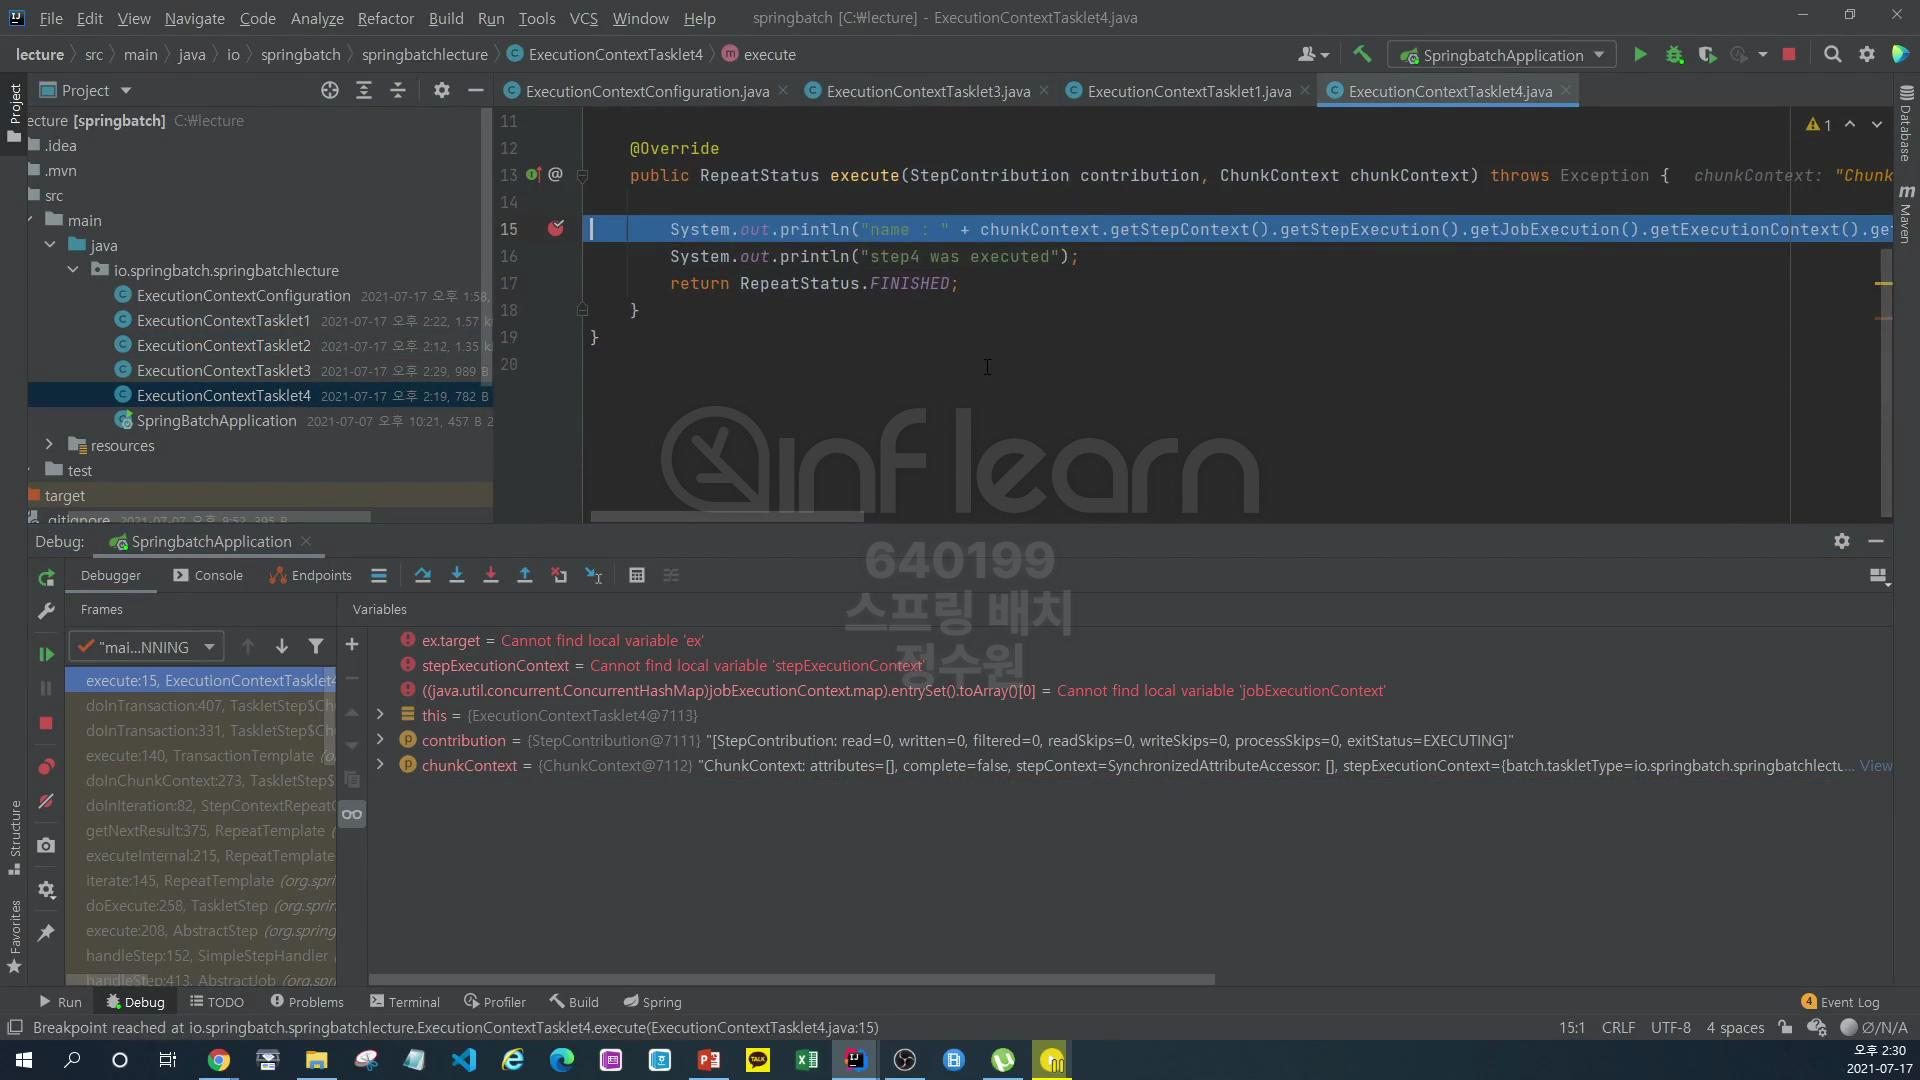 File Edit View Navigate Code Analyze Refactor Build Run Tools VCS Window Help springbatch [C:₩lecture] - ExecutionContextTasklet4.java
lecture src main java io springbatch springbatchlecture ExecutionContextTasklet4 execute SpringbatchApplication
Project
ExecutionContextConfiguration.java ExecutionContextTasklet3.java ExecutionContextTasklet1.java ExecutionContextTasklet4.java
ecture [springbatch] C:₩lecture
.idea
.mvn
src
main
java
io.springbatch.springbatchlecture
ExecutionContextConfiguration 2021-07-17 오후 1:58,
ExecutionContextTasklet1 2021-07-17 오후 2:22, 1.57 k
ExecutionContextTasklet2 2021-07-17 오후 2:12, 1.35 k
ExecutionContextTasklet3 2021-07-17 오후 2:29, 989 B
ExecutionContextTasklet4 2021-07-17 오후 2:19, 782 B
SpringBatchApplication 2021-07-07 오후 10:21, 457 B 2
resources
test
target
.gitignore 2021-07-07 오후 9:52, 395 B
11
12 @Override
13 public RepeatStatus execute(StepContribution contribution, ChunkContext chunkContext) throws Exception { chunkContext: "Chunk
14
15 System.out.println("name : " + chunkContext.getStepContext().getStepExecution().getJobExecution().getExecutionContext().ge
16 System.out.println("step4 was executed");
17 return RepeatStatus.FINISHED;
18 }
19 }
20
1
Database
Maven
inflearn
640199
스프링 배치
정수원
Debug: SpringbatchApplication
Debugger Console Endpoints
Frames Variables
"mai...NNING
execute:15, ExecutionContextTasklet4
doInTransaction:407, TaskletStep$Ch
doInTransaction:331, TaskletStep$Ch
execute:140, TransactionTemplate (o
doInChunkContext:273, TaskletStep$
doInIteration:82, StepContextRepeat
getNextResult:375, RepeatTemplate (
executeInternal:215, RepeatTemplate
iterate:145, RepeatTemplate (org.spri
doExecute:258, TaskletStep (org.sprin
execute:208, AbstractStep (org.spring
handleStep:152, SimpleStepHandler
handleStep:413, AbstractJob (org.spr
ex.target = Cannot find local variable 'ex'
stepExecutionContext = Cannot find local variable 'stepExecutionContext'
((java.util.concurrent.ConcurrentHashMap)jobExecutionContext.map).entrySet().toArray()[0] = Cannot find local variable 'jobExecutionContext'
this = {ExecutionContextTasklet4@7113}
contribution = {StepContribution@7111} "[StepContribution: read=0, written=0, filtered=0, readSkips=0, writeSkips=0, processSkips=0, exitStatus=EXECUTING]"
chunkContext = {ChunkContext@7112} "ChunkContext: attributes=[], complete=false, stepContext=SynchronizedAttributeAccessor: [], stepExecutionContext={batch.taskletType=io.springbatch.springbatchlectu... View
Structure
Favorites
Run Debug TODO Problems Terminal Profiler Build Spring 4 Event Log
Breakpoint reached at io.springbatch.springbatchlecture.ExecutionContextTasklet4.execute(ExecutionContextTasklet4.java:15) 15:1 CRLF UTF-8 4 spaces Ø/N/A
TALK
오후 2:30
2021-07-17